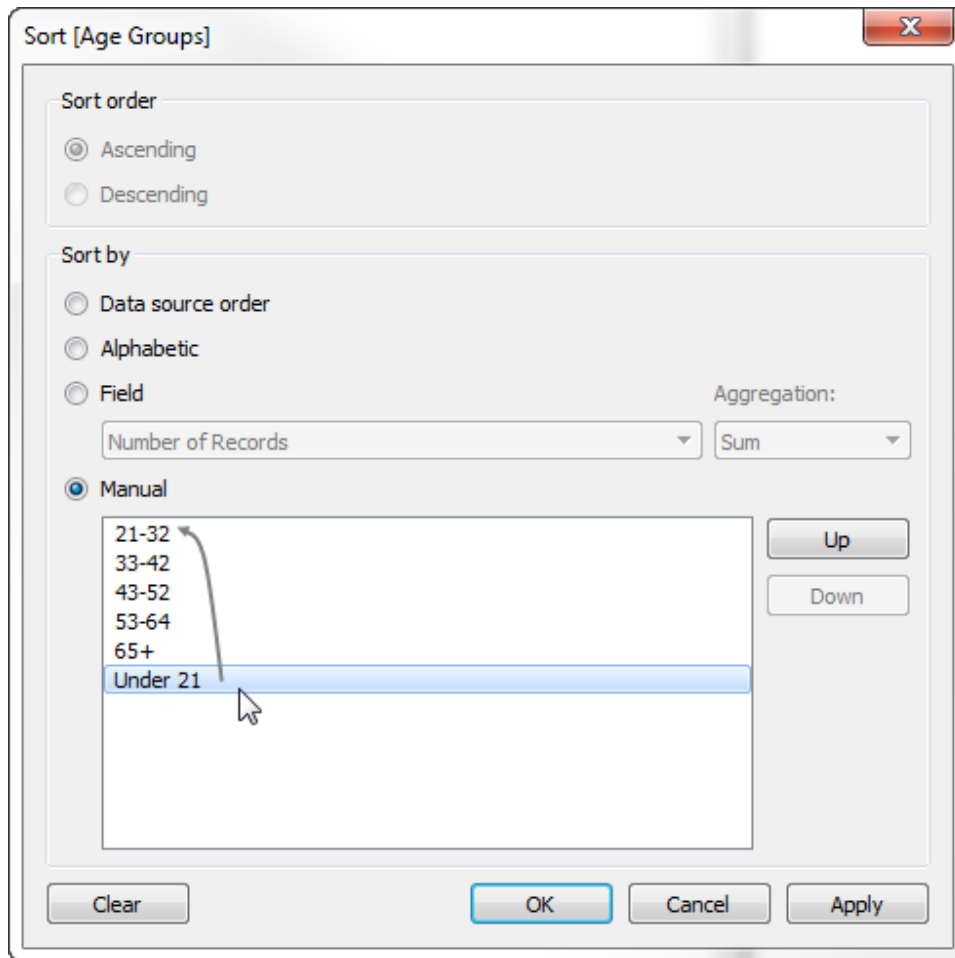 Sort [Age Groups]
Sort order
Ascending
Descending
Sort by
Data source order
Alphabetic
Field
Aggregation:
Number of Records
Sum
Manual
21-32
33-42
43-52
53-64
65+
Under 21
Up
Down
Clear
OK
Cancel
Apply